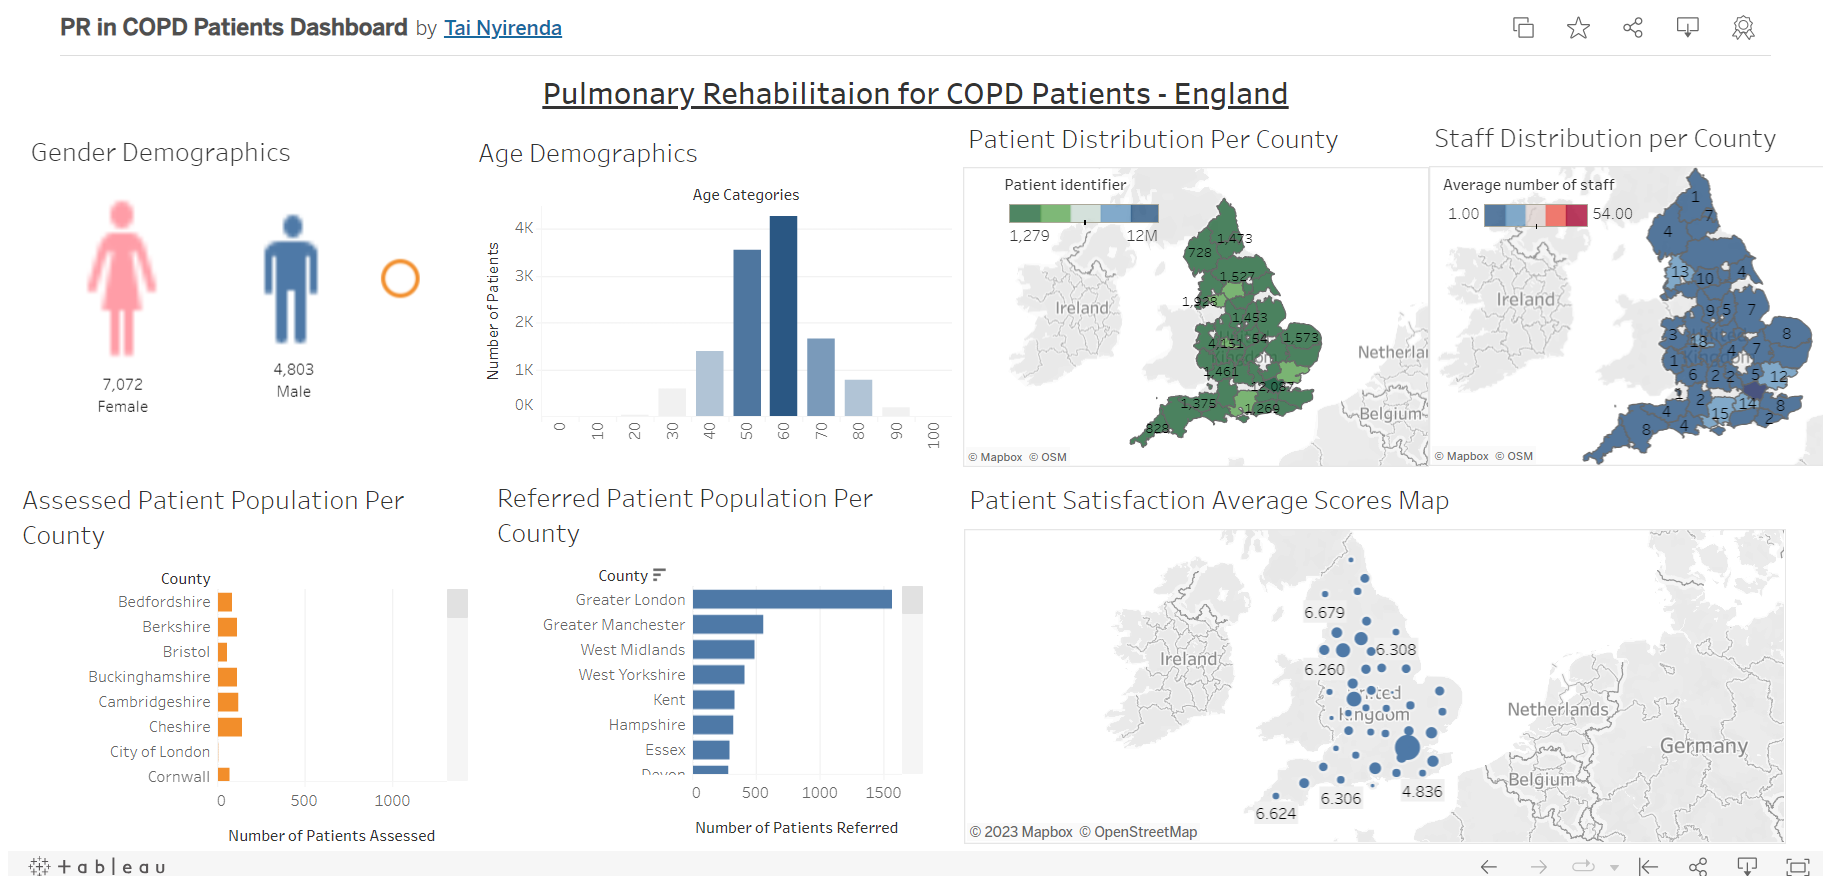 PR in COPD Patients Dashboard by Tai Nyirenda
Pulmonary Rehabilitaion for COPD Patients - England
Gender Demographics
7,072
Female
4,803
Male
Age Demographics
Age Categories
Number of Patients
4K
3K
2K
1K
0K
0 10 20 30 40 50 60 70 80 90 100
Patient Distribution Per County
Patient identifier
1,279 12M
1,473
728
1,527
1,928
Ireland
1,453
4,151 54 1,573
Kingdom
1,461
12,087
1,375 1,269
828
Netherla
Belgium
© Mapbox © OSM
Staff Distribution per County
Average number of staff
1.00 54.00
1
7
4
13 10 4
Ireland
9 5 7
3 United 8
18 4 7
Kingdom
1 6 2 2 5 12
1 2 14 8
4 15 2
8 4
© Mapbox © OSM
Assessed Patient Population Per
County
County
Bedfordshire
Berkshire
Bristol
Buckinghamshire
Cambridgeshire
Cheshire
City of London
Cornwall
0 500 1000
Number of Patients Assessed
Referred Patient Population Per
County
County
Greater London
Greater Manchester
West Midlands
West Yorkshire
Kent
Hampshire
Essex
Devon
0 500 1000 1500
Number of Patients Referred
Patient Satisfaction Average Scores Map
6.679
6.308
Ireland
6.260
United
Kingdom
Netherlands
Germany
Belgium
4.836
6.306
6.624
© 2023 Mapbox © OpenStreetMap
+ableau